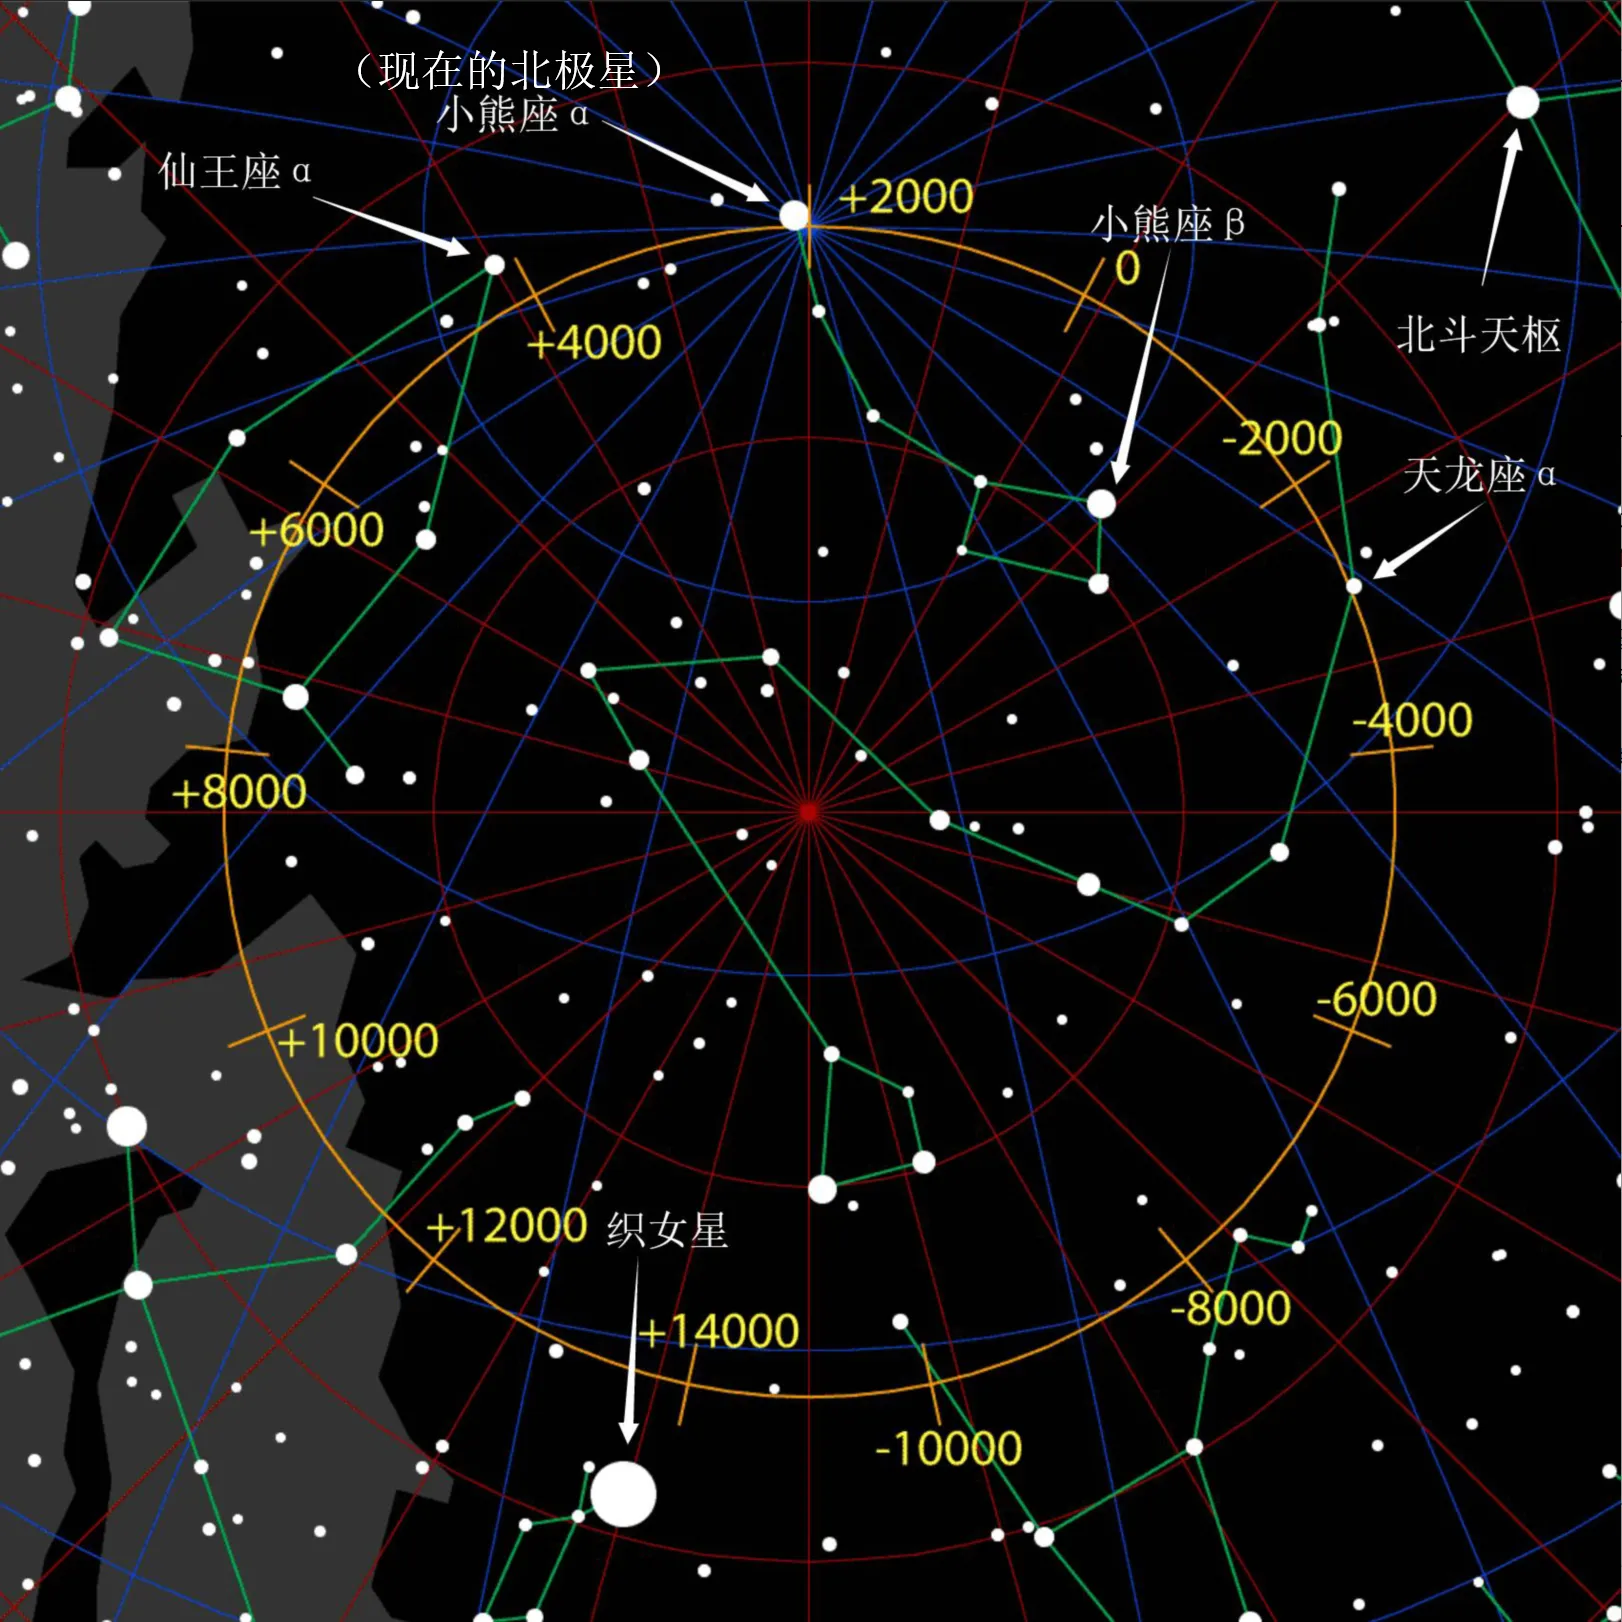 （现在的北极星）
小熊座 α
仙王座 α
+2000
小熊座 β
0
北斗天枢
+4000
-2000
天龙座 α
+6000
-4000
+8000
-6000
+10000
+12000
织女星
-8000
+14000
-10000